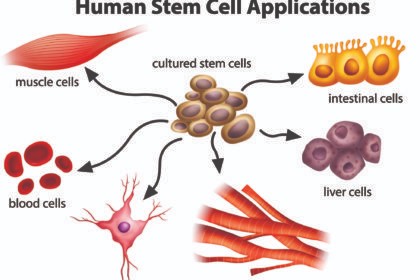 Human Stem Cell Applications
cultured stem cells
muscle cells
intestinal cells
blood cells
liver cells